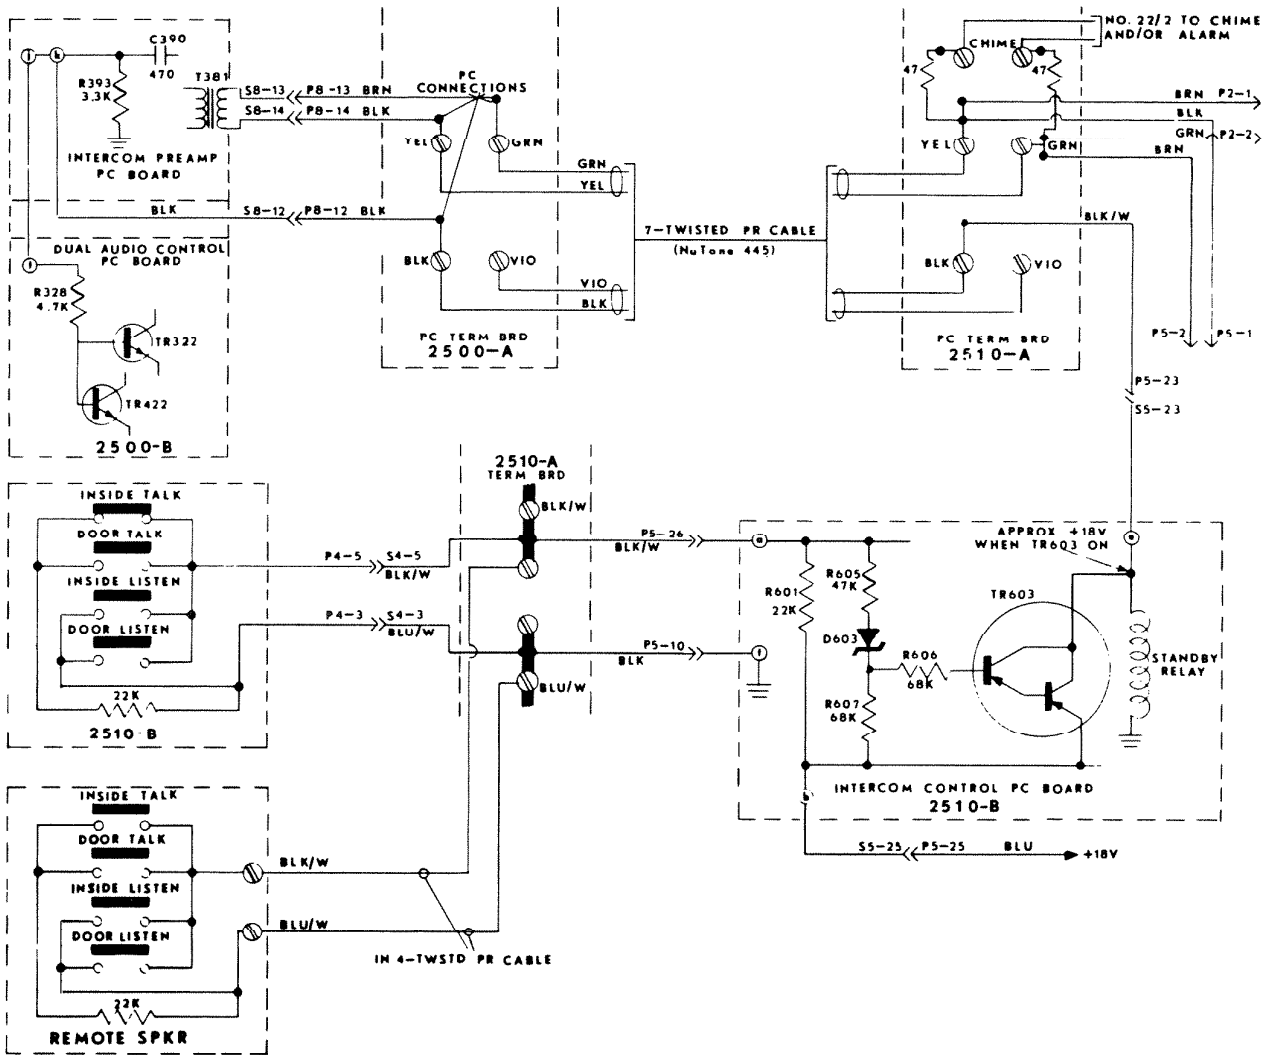 C390
470
R393
3.3K
T381
S8-13
P8-13 BRN
S8-14
P8-14 BLK
INTERCOM PREAMP
PC BOARD
PC
CONNECTIONS
YEL
GRN
GRN
YEL
BLK
S8-12
P8-12 BLK
7-TWISTED PR CABLE
(NuTone 445)
DUAL AUDIO CONTROL
PC BOARD
R328
4.7K
TR322
TR422
2500-B
BLK
VIO
VIO
BLK
PC TERM BRD
2500-A
NO. 22/2 TO CHIME
AND/OR ALARM
CHIME
47
47
BRN P2-1
BLK
GRN P2-2
BRN
YEL
GRN
BLK/W
BLK
VIO
PC TERM BRD
2510-A
P5-2
P5-1
P5-23
S5-23
2510-A
TERM BRD
BLK/W
INSIDE TALK
DOOR TALK
INSIDE LISTEN
DOOR LISTEN
22K
2510 B
P4-5
S4-5
BLK/W
P4-3
S4-3
BLU/W
P5-26
BLK/W
P5-10
BLK
BLU/W
APPROX +18V
WHEN TR603 ON
R601
22K
R605
47K
D603
R606
68K
R607
68K
TR603
STANDBY
RELAY
INTERCOM CONTROL PC BOARD
2510-B
S5-25
P5-25
BLU
+18V
INSIDE TALK
DOOR TALK
INSIDE LISTEN
DOOR LISTEN
22K
REMOTE SPKR
BLK/W
BLU/W
IN 4-TWSTD PR CABLE